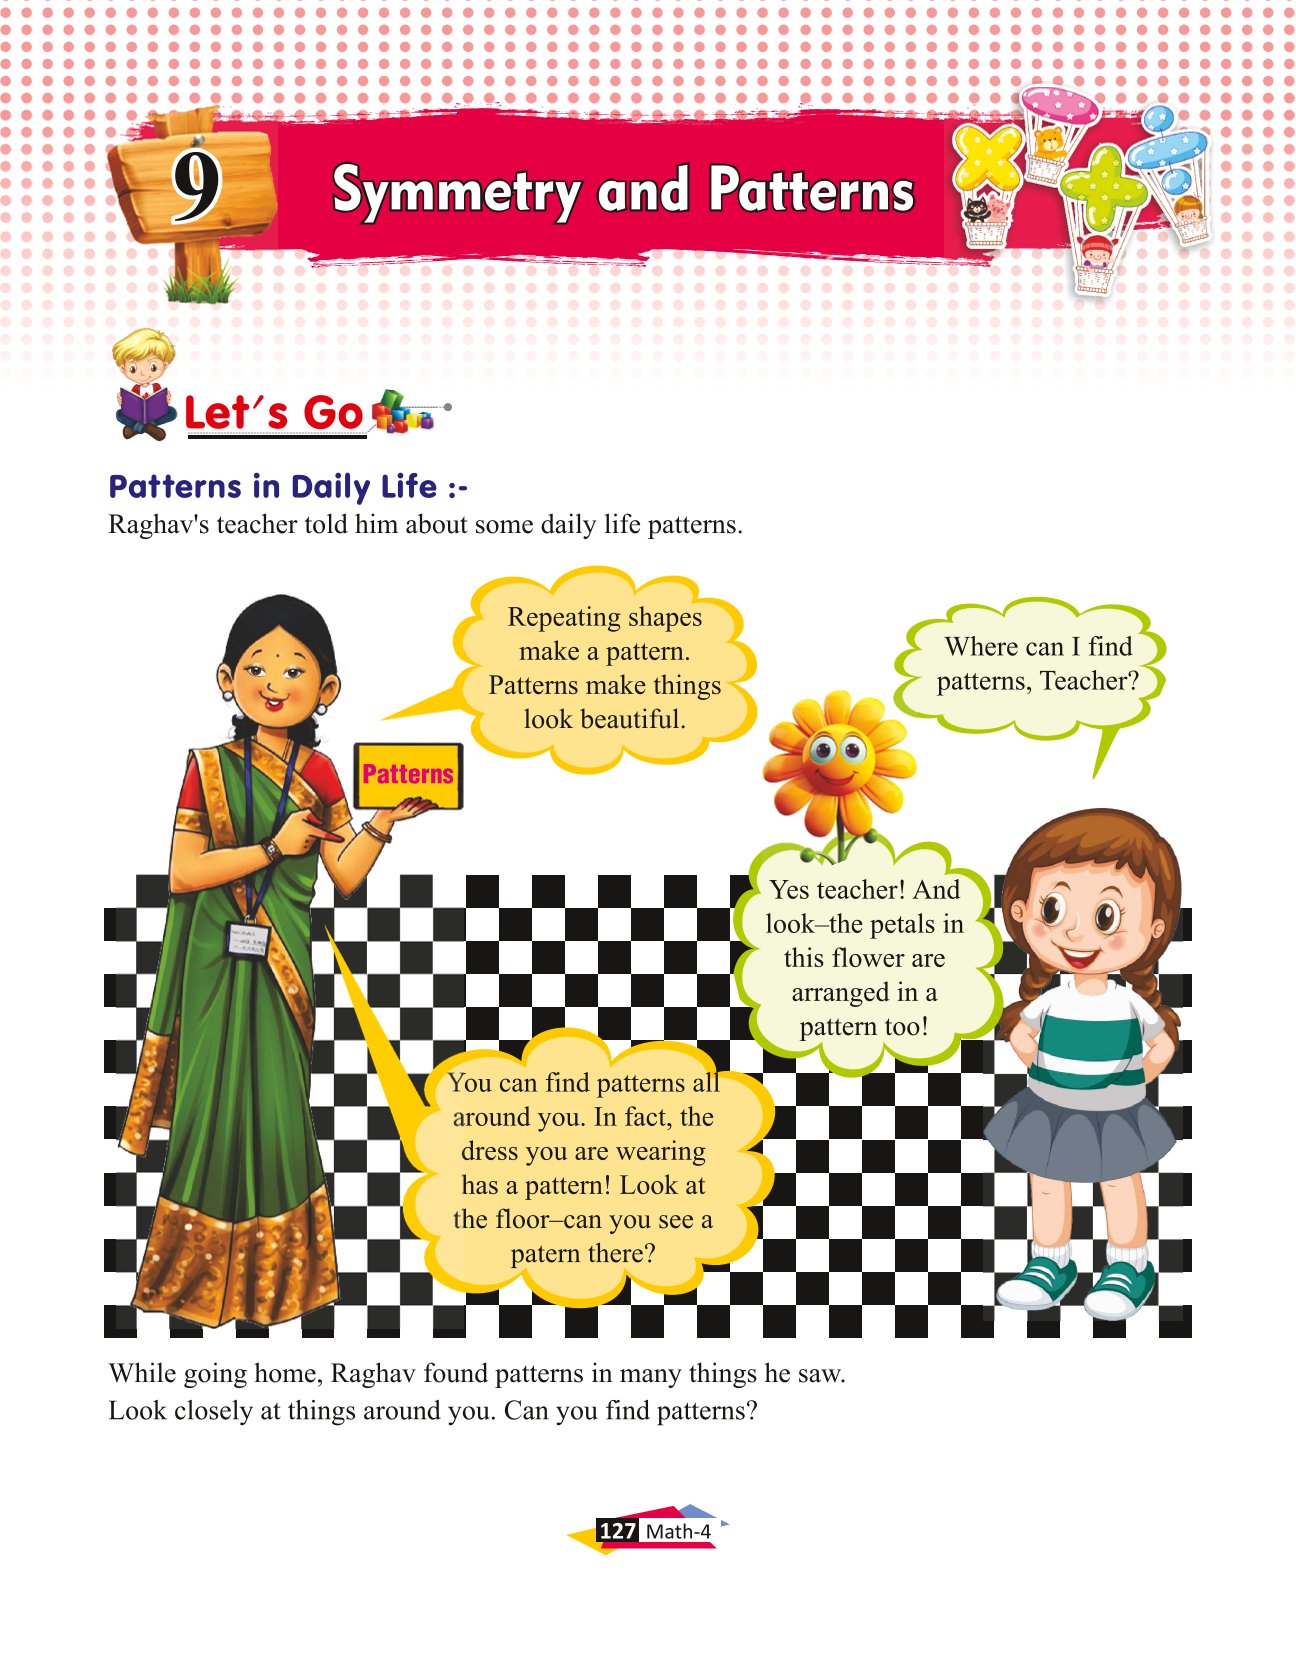 9
Symmetry and Patterns
Let's Go
Patterns in Daily Life :-
Raghav's teacher told him about some daily life patterns.
Repeating shapes
make a pattern.
Patterns make things
look beautiful.
Where can I find
patterns, Teacher?
Patterns
Yes teacher! And
look–the petals in
this flower are
arranged in a
pattern too!
You can find patterns all
around you. In fact, the
dress you are wearing
has a pattern! Look at
the floor–can you see a
patern there?
While going home, Raghav found patterns in many things he saw.
Look closely at things around you. Can you find patterns?
127 Math-4